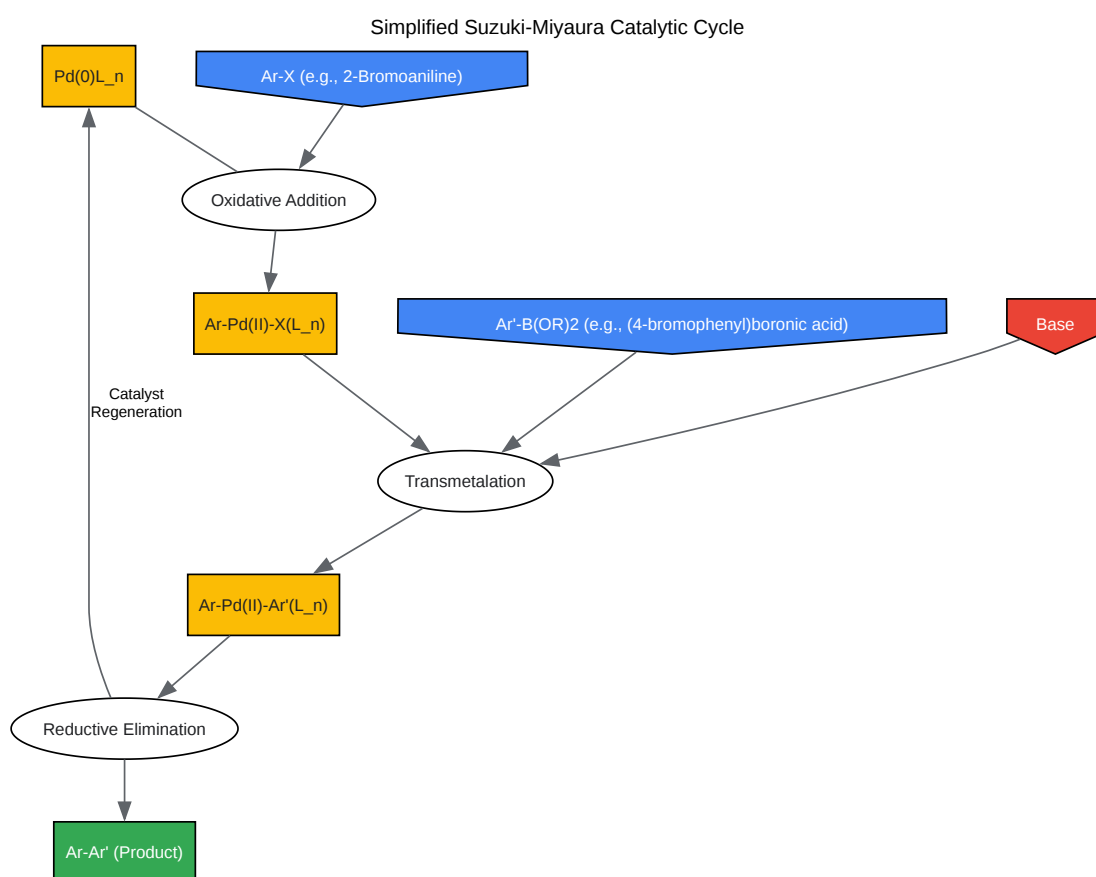 Simplified Suzuki-Miyaura Catalytic Cycle
Pd(0)L_n
Ar-X (e.g., 2-Bromoaniline)
Oxidative Addition
Ar-Pd(II)-X(L_n)
Ar'-B(OR)2 (e.g., (4-bromophenyl)boronic acid)
Base
Catalyst
Regeneration
Transmetalation
Ar-Pd(II)-Ar'(L_n)
Reductive Elimination
Ar-Ar' (Product)